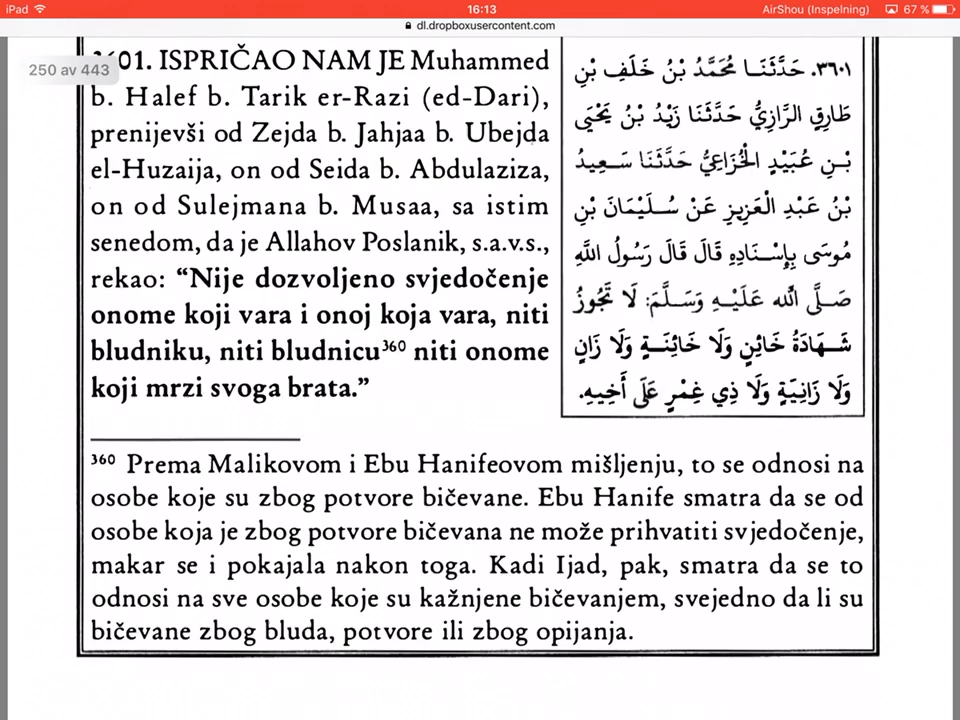 iPad 16:13 AirShou (Inspelning) 67 %
dl.dropboxusercontent.com
250 av 443
3601. ISPRIČAO NAM JE Muhammed
b. Halef b. Tarik er-Razi (ed-Dari),
prenijevši od Zejda b. Jahjaa b. Ubejda
el-Huzaija, on od Seida b. Abdulaziza,
on od Sulejmana b. Musaa, sa istim
senedom, da je Allahov Poslanik, s.a.v.s.,
rekao: “Nije dozvoljeno svjedočenje
onome koji vara i onoj koja vara, niti
bludniku, niti bludnicu³⁶⁰ niti onome
koji mrzi svoga brata.”
٣٦٠١. حَدَّثَنَا مُحَمَّدُ بْنُ خَلَفِ بْنِ
طَارِقٍ الرَّازِيُّ حَدَّثَنَا زَيْدُ بْنُ يَحْيَى
بْنِ عُبَيْدٍ الْخُزَاعِيُّ حَدَّثَنَا سَعِيدُ
بْنُ عَبْدِ الْعَزِيزِ عَنْ سُلَيْمَانَ بْنِ
مُوسَى بِإِسْنَادِهِ قَالَ قَالَ رَسُولُ اللَّهِ
صَلَّى اللَّه عَلَيْهِ وَسَلَّمَ: لَا تَجُوزُ
شَهَادَةُ خَائِنٍ وَلَا خَائِنَةٍ وَلَا زَانٍ
وَلَا زَانِيَةٍ وَلَا ذِي غِمْرٍ عَلَى أَخِيهِ.
³⁶⁰ Prema Malikovom i Ebu Hanifeovom mišljenju, to se odnosi na
osobe koje su zbog potvore bičevane. Ebu Hanife smatra da se od
osobe koja je zbog potvore bičevana ne može prihvatiti svjedočenje,
makar se i pokajala nakon toga. Kadi Ijad, pak, smatra da se to
odnosi na sve osobe koje su kažnjene bičevanjem, svejedno da li su
bičevane zbog bluda, potvore ili zbog opijanja.